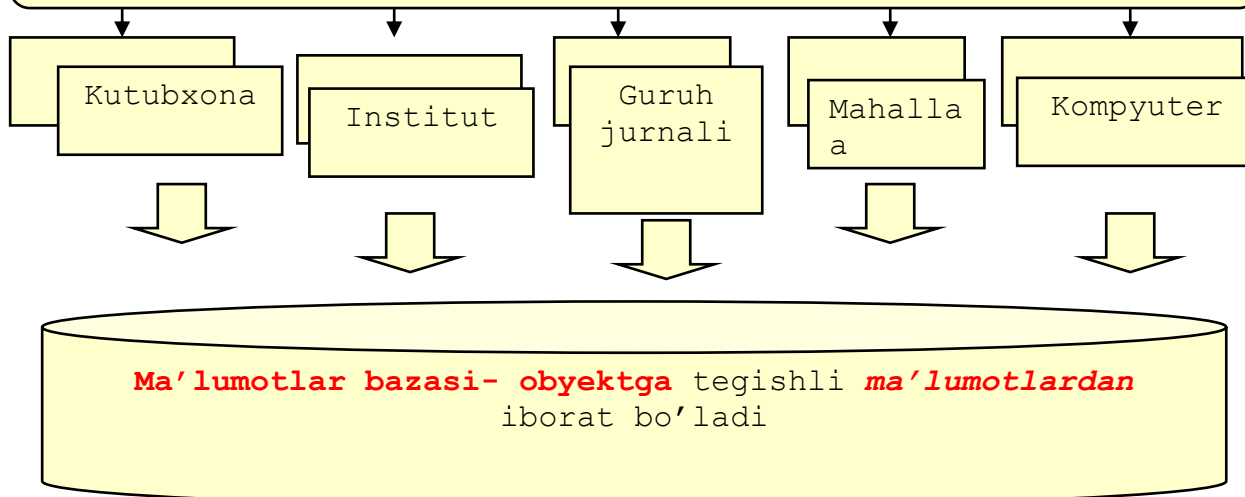 Kutubxona
Institut
Guruh
jurnali
Mahalla
a
Kompyuter
Ma’lumotlar bazasi- obyektga tegishli ma’lumotlardan
iborat bo’ladi